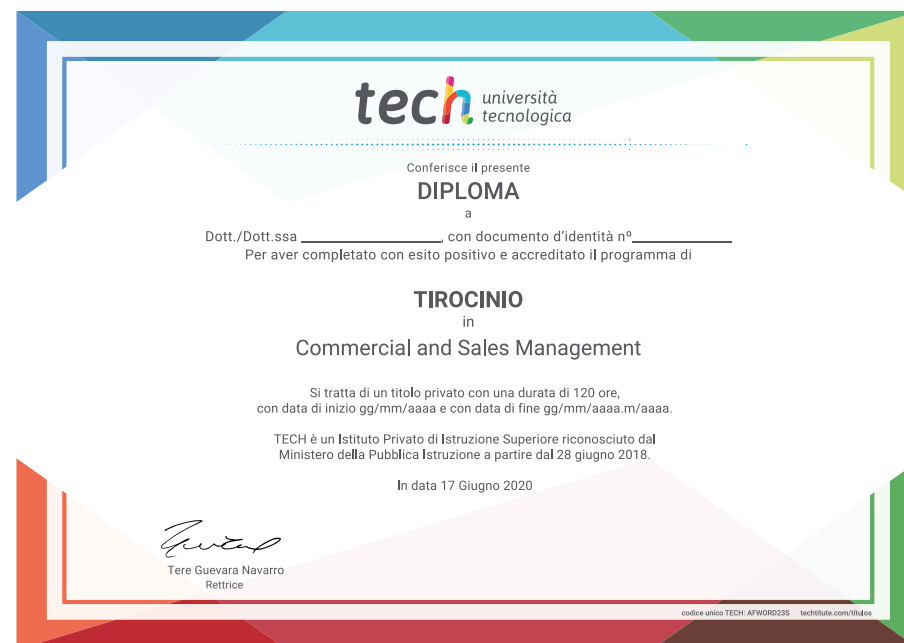 tech università
tecnologica
Conferisce il presente
DIPLOMA
a
Dott./Dott.ssa ____________________, con documento d'identità nº______________
Per aver completato con esito positivo e accreditato il programma di
TIROCINIO
in
Commercial and Sales Management
Si tratta di un titolo privato con una durata di 120 ore,
con data di inizio gg/mm/aaaa e con data di fine gg/mm/aaaa.m/aaaa.
TECH è un Istituto Privato di Istruzione Superiore riconosciuto dal
Ministero della Pubblica Istruzione a partire dal 28 giugno 2018.
In data 17 Giugno 2020
Tere Guevara Navarro
Rettrice
codice unico TECH: AFWORD23S techtitute.com/títulos